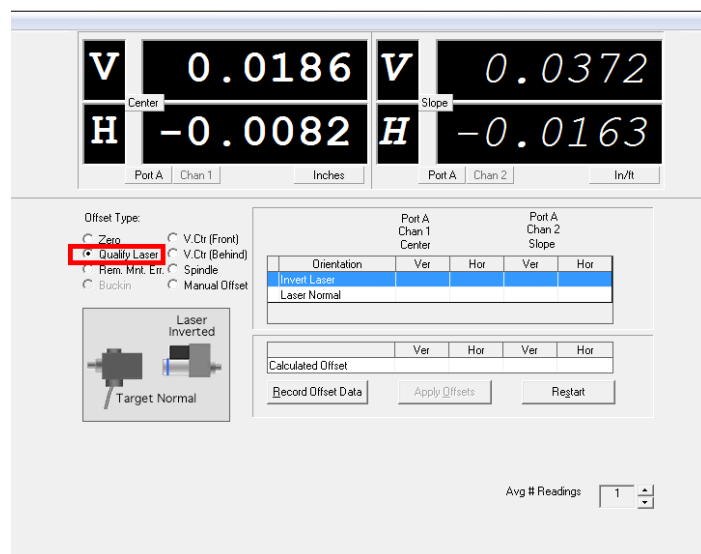 V 0.0186 V 0.0372
Center Slope
H -0.0082 H -0.0163
Port A Chan 1 Inches Port A Chan 2 In/ft
Offset Type:
Zero V.Ctr (Front)
Qualify Laser V.Ctr (Behind)
Rem. Mnt. Err. Spindle
Buckin Manual Offset
Port A Port A
Chan 1 Chan 2
Center Slope
Orientation Ver Hor Ver Hor
Invert Laser
Laser Normal
Laser
Inverted
Target Normal
Ver Hor Ver Hor
Calculated Offset
Record Offset Data Apply Offsets Restart
Avg # Readings 1